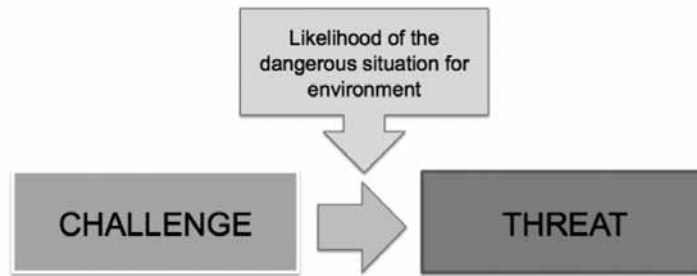 Likelihood of the
dangerous situation for
environment
CHALLENGE
THREAT